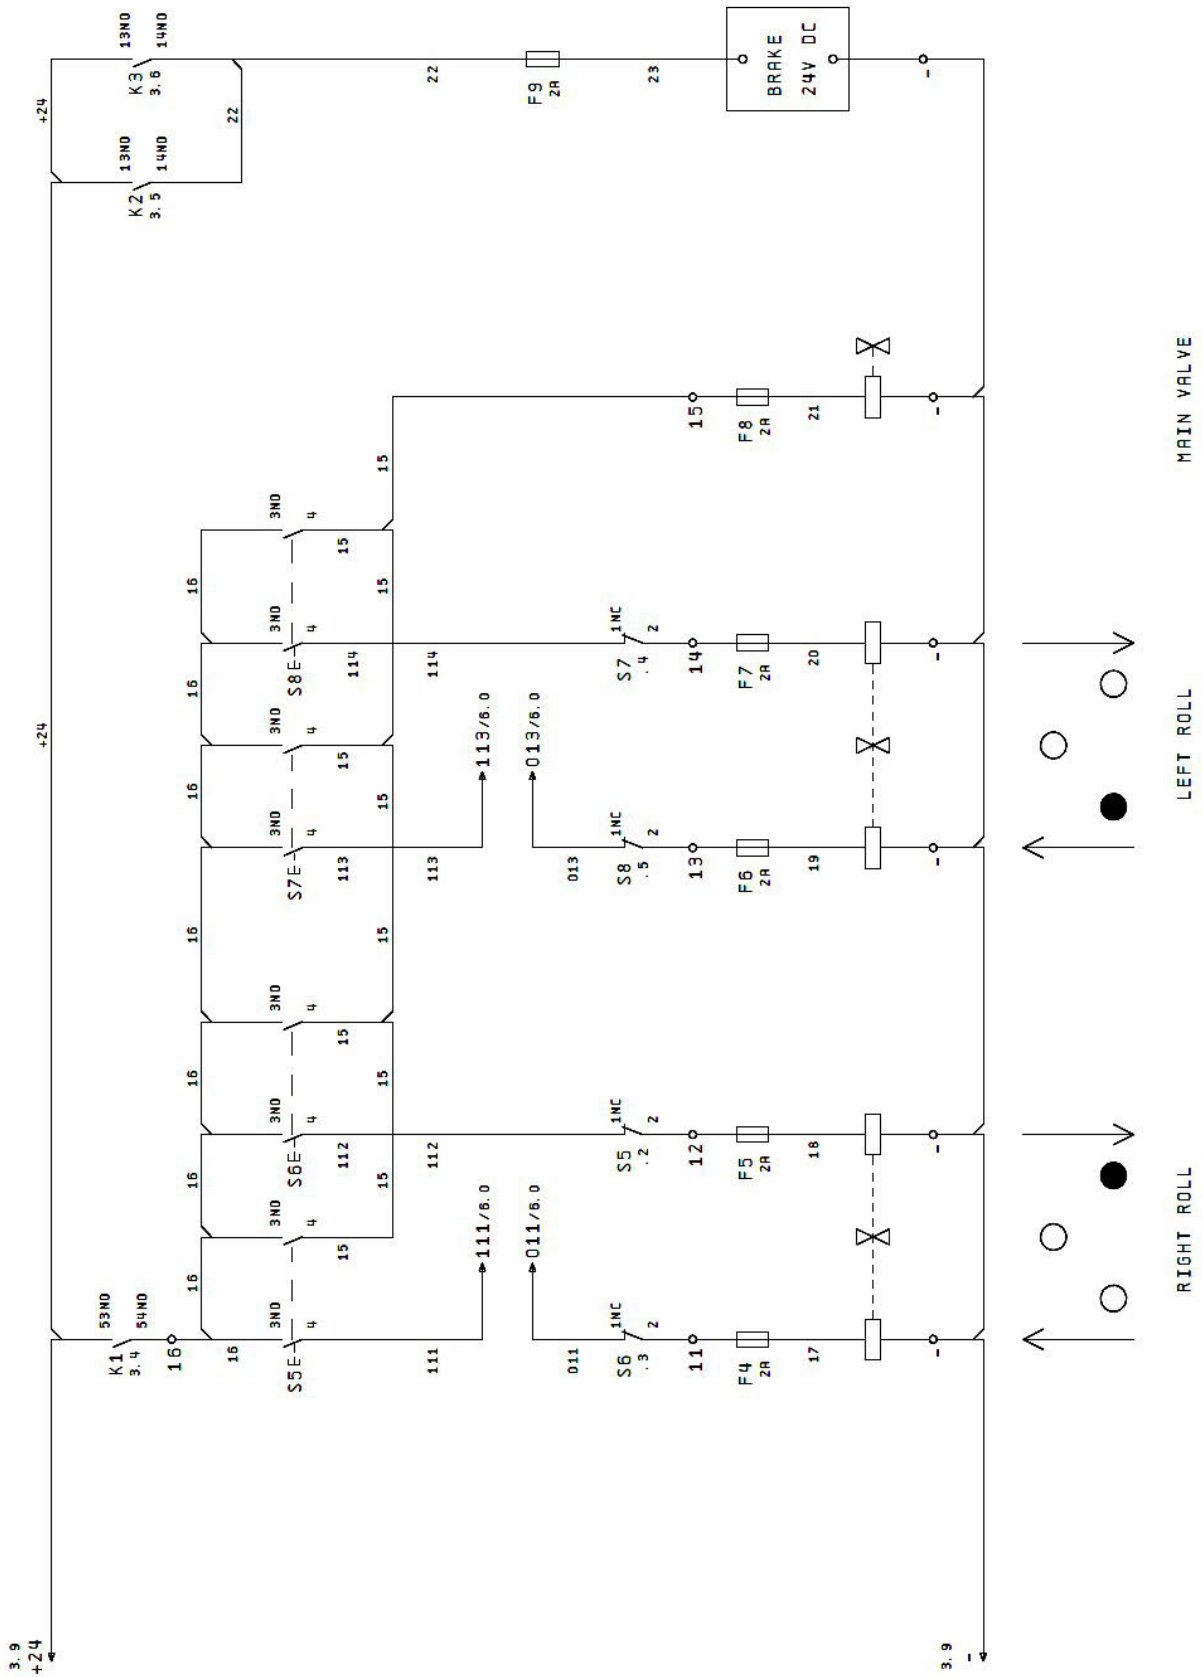 3.9
+24
+24
+24
K1
3.4
53NO
54NO
16
16
K2
3.5
13NO
14NO
K3
3.6
13NO
14NO
22
22
16
16
16
16
16
16
16
S5E
3NO
4
3NO
4
15
S6E
3NO
4
112
3NO
4
15
S7E
3NO
4
113
3NO
4
15
S8E
3NO
4
114
3NO
4
15
15
15
15
15
15
15
111
112
113
114
111/6.0
011/6.0
113/6.0
013/6.0
011
S6
.3
1NC
2
S5
.2
1NC
2
013
S8
.5
1NC
2
S7
.4
1NC
2
11
12
13
14
15
F4
2A
F5
2A
F6
2A
F7
2A
F8
2A
F9
2A
17
18
19
20
21
23
BRAKE
24V DC
-
-
-
-
-
-
3.9
-
RIGHT ROLL
LEFT ROLL
MAIN VALVE